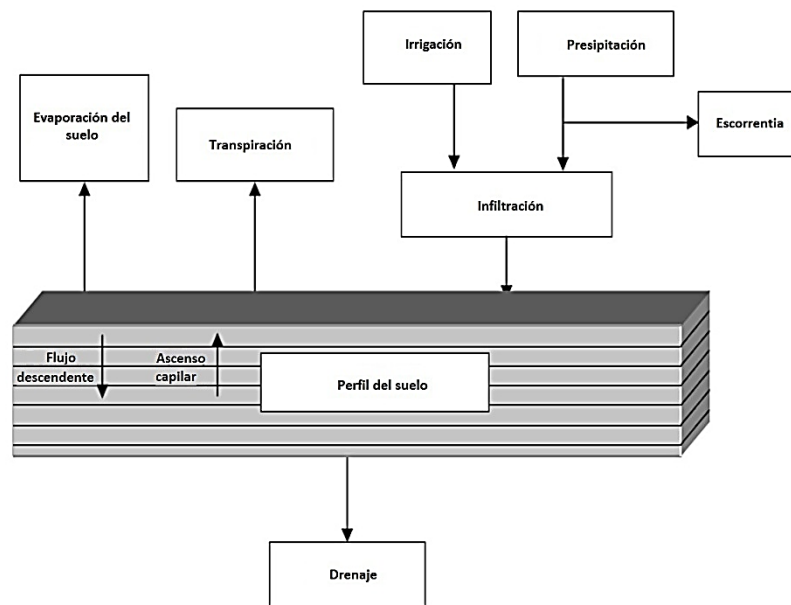 Irrigación
Presipitación
Evaporación del
suelo
Transpiración
Escorrentia
Infiltración
Flujo
descendente
Ascenso
capilar
Perfil del suelo
Drenaje